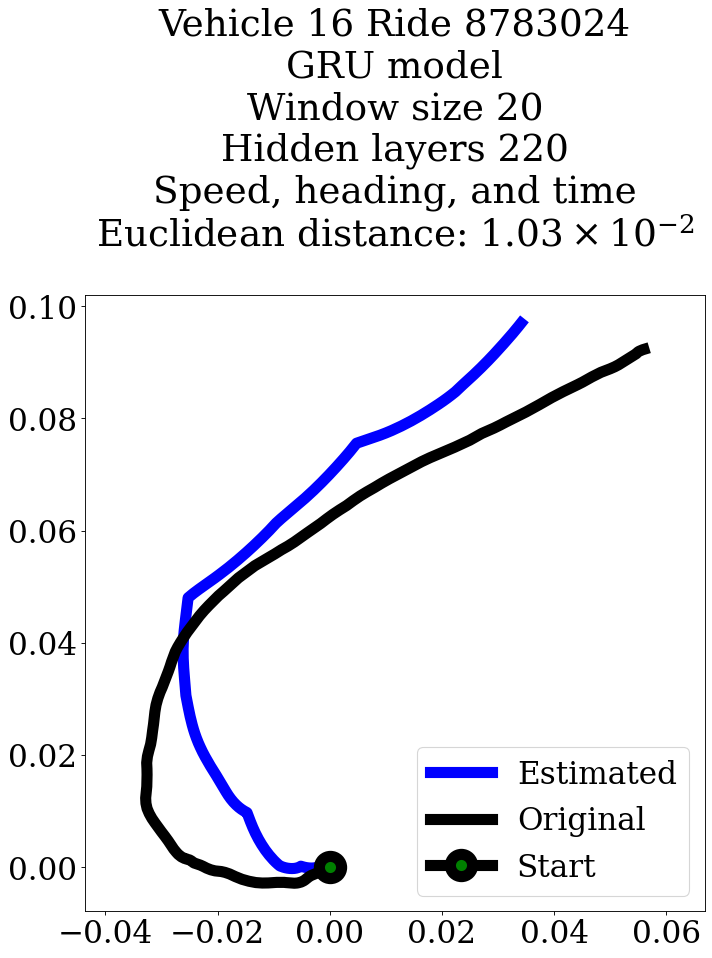 Vehicle 16 Ride 8783024
GRU model
Window size 20
Hidden layers 220
Speed, heading, and time
Euclidean distance: 1.03 × 10⁻²
0.10
0.08
0.06
0.04
0.02
0.00
Estimated
Original
Start
−0.04 −0.02 0.00 0.02 0.04 0.06